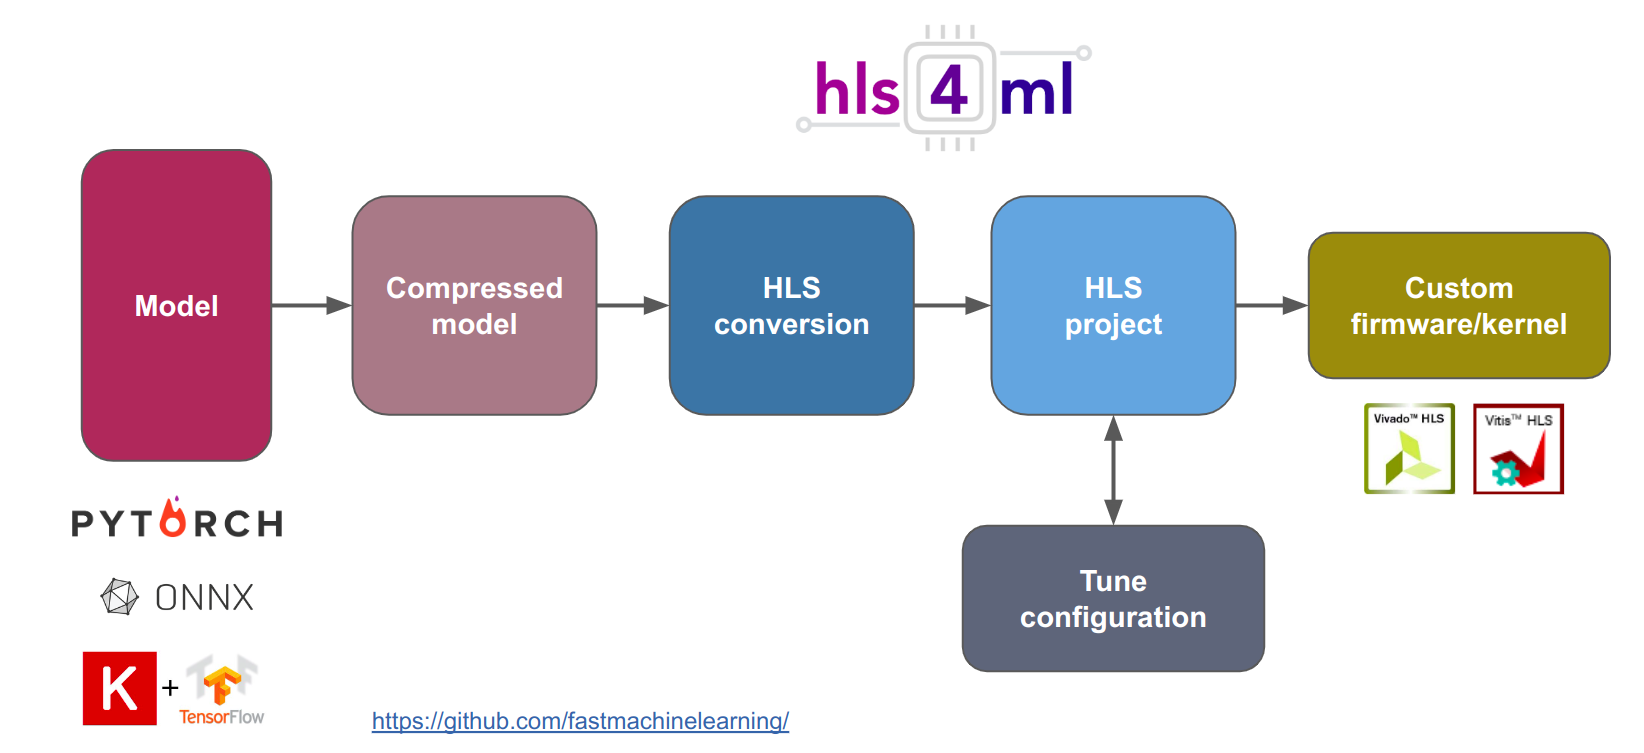 hls 4 ml
Model
Compressed
model
HLS
conversion
HLS
project
Custom
firmware/kernel
Vivado™ HLS
Vitis™ HLS
Tune
configuration
PYTORCH
ONNX
K + TensorFlow
https://github.com/fastmachinelearning/